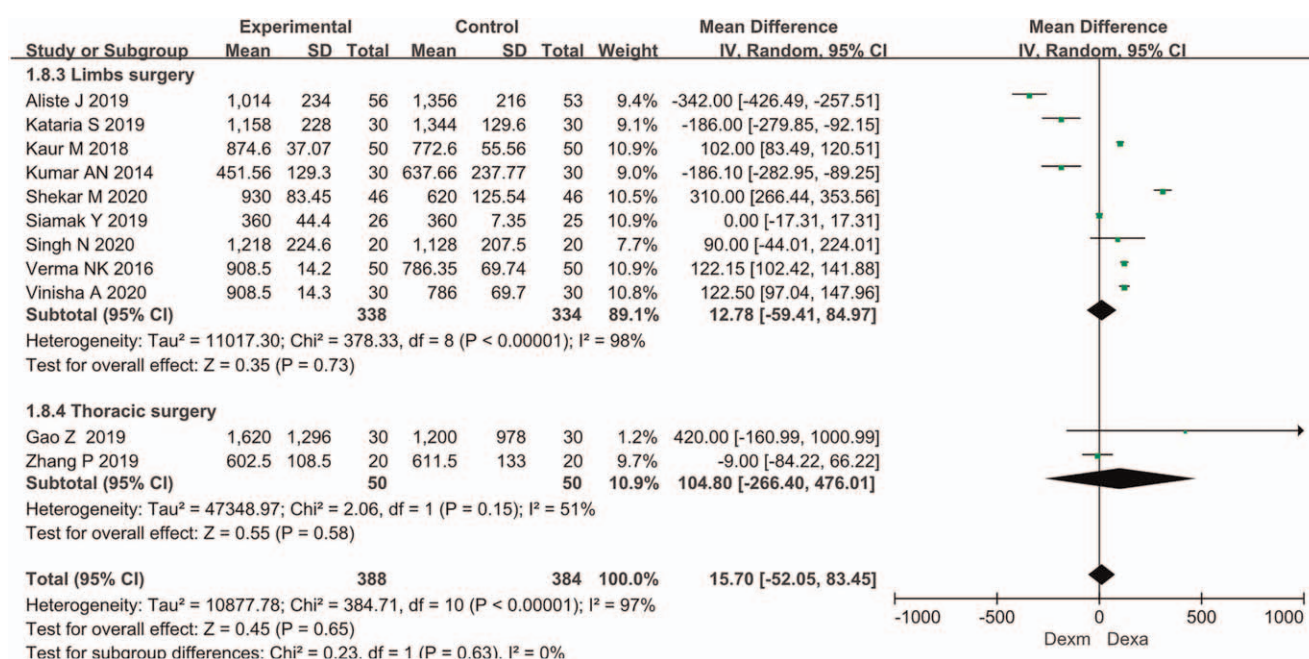 Experimental Control Mean Difference Mean Difference
Study or Subgroup Mean SD Total Mean SD Total Weight IV, Random, 95% CI IV, Random, 95% CI
1.8.3 Limbs surgery
Aliste J 2019 1,014 234 56 1,356 216 53 9.4% -342.00 [-426.49, -257.51]
Kataria S 2019 1,158 228 30 1,344 129.6 30 9.1% -186.00 [-279.85, -92.15]
Kaur M 2018 874.6 37.07 50 772.6 55.56 50 10.9% 102.00 [83.49, 120.51]
Kumar AN 2014 451.56 129.3 30 637.66 237.77 30 9.0% -186.10 [-282.95, -89.25]
Shekar M 2020 930 83.45 46 620 125.54 46 10.5% 310.00 [266.44, 353.56]
Siamak Y 2019 360 44.4 26 360 7.35 25 10.9% 0.00 [-17.31, 17.31]
Singh N 2020 1,218 224.6 20 1,128 207.5 20 7.7% 90.00 [-44.01, 224.01]
Verma NK 2016 908.5 14.2 50 786.35 69.74 50 10.9% 122.15 [102.42, 141.88]
Vinisha A 2020 908.5 14.3 30 786 69.7 30 10.8% 122.50 [97.04, 147.96]
Subtotal (95% CI) 338 334 89.1% 12.78 [-59.41, 84.97]
Heterogeneity: Tau² = 11017.30; Chi² = 378.33, df = 8 (P < 0.00001); I² = 98%
Test for overall effect: Z = 0.35 (P = 0.73)
1.8.4 Thoracic surgery
Gao Z 2019 1,620 1,296 30 1,200 978 30 1.2% 420.00 [-160.99, 1000.99]
Zhang P 2019 602.5 108.5 20 611.5 133 20 9.7% -9.00 [-84.22, 66.22]
Subtotal (95% CI) 50 50 10.9% 104.80 [-266.40, 476.01]
Heterogeneity: Tau² = 47348.97; Chi² = 2.06, df = 1 (P = 0.15); I² = 51%
Test for overall effect: Z = 0.55 (P = 0.58)
Total (95% CI) 388 384 100.0% 15.70 [-52.05, 83.45]
Heterogeneity: Tau² = 10877.78; Chi² = 384.71, df = 10 (P < 0.00001); I² = 97%
Test for overall effect: Z = 0.45 (P = 0.65)
Test for subgroup differences: Chi² = 0.23, df = 1 (P = 0.63), I² = 0%
-1000 -500 0 500 1000
Dexm Dexa